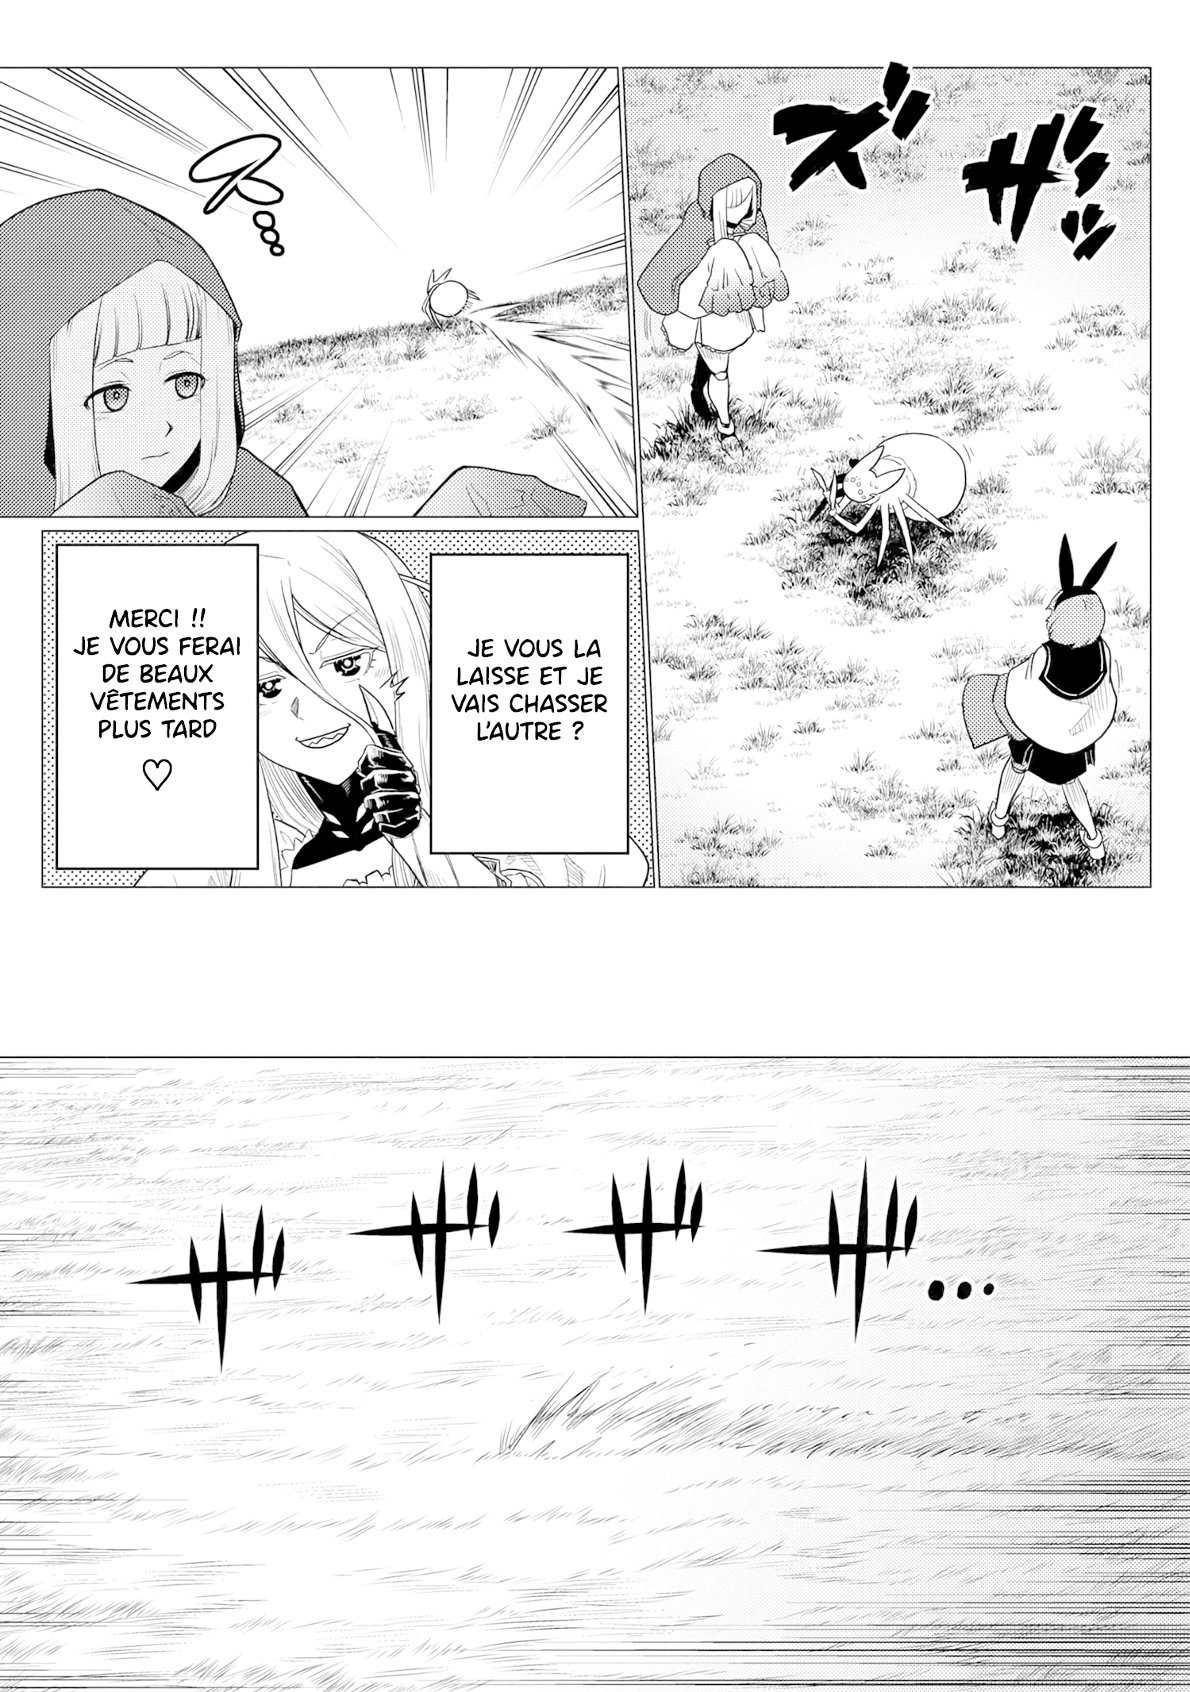 ズザッ
ス…
JE VOUS LA
LAISSE ET JE
VAIS CHASSER
L'AUTRE ?
MERCI !!
JE VOUS FERAI
DE BEAUX
VÊTEMENTS
PLUS TARD
♡
ザザザザ...